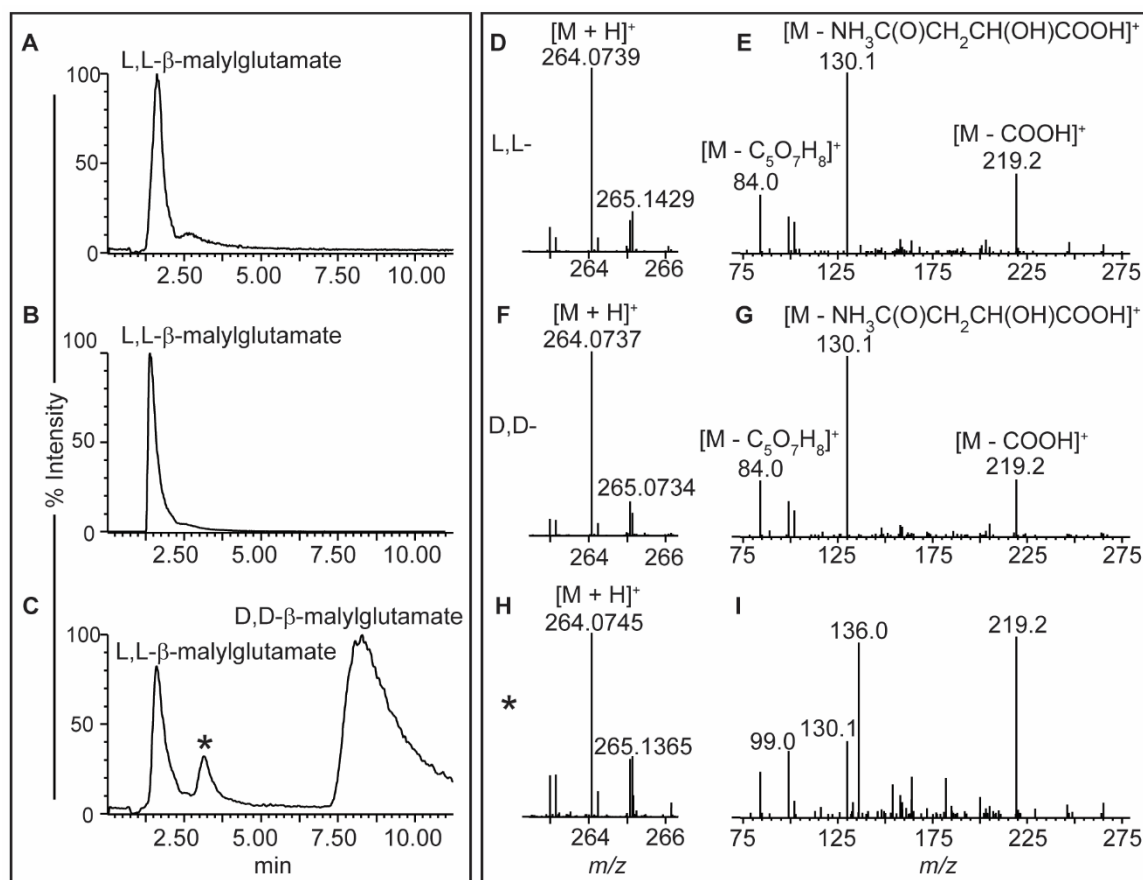 A
L,L-β-malylglutamate
100
50
0
2.50 5.00 7.50 10.00
B
L,L-β-malylglutamate
100
50
0
2.50 5.00 7.50 10.00
C
D,D-β-malylglutamate
L,L-β-malylglutamate
100
50
0
*
2.50 5.00 7.50 10.00
min
% Intensity
D
[M + H]⁺
264.0739
L,L-
265.1429
264 266
E
[M - NH₃C(O)CH₂CH(OH)COOH]⁺
130.1
[M - COOH]⁺
219.2
[M - C₅O₇H₈]⁺
84.0
75 125 175 225 275
F
[M + H]⁺
264.0737
D,D-
265.0734
264 266
G
[M - NH₃C(O)CH₂CH(OH)COOH]⁺
130.1
[M - COOH]⁺
219.2
[M - C₅O₇H₈]⁺
84.0
75 125 175 225 275
H
[M + H]⁺
264.0745
*
265.1365
264 266
m/z
I
136.0
219.2
130.1
99.0
75 125 175 225 275
m/z